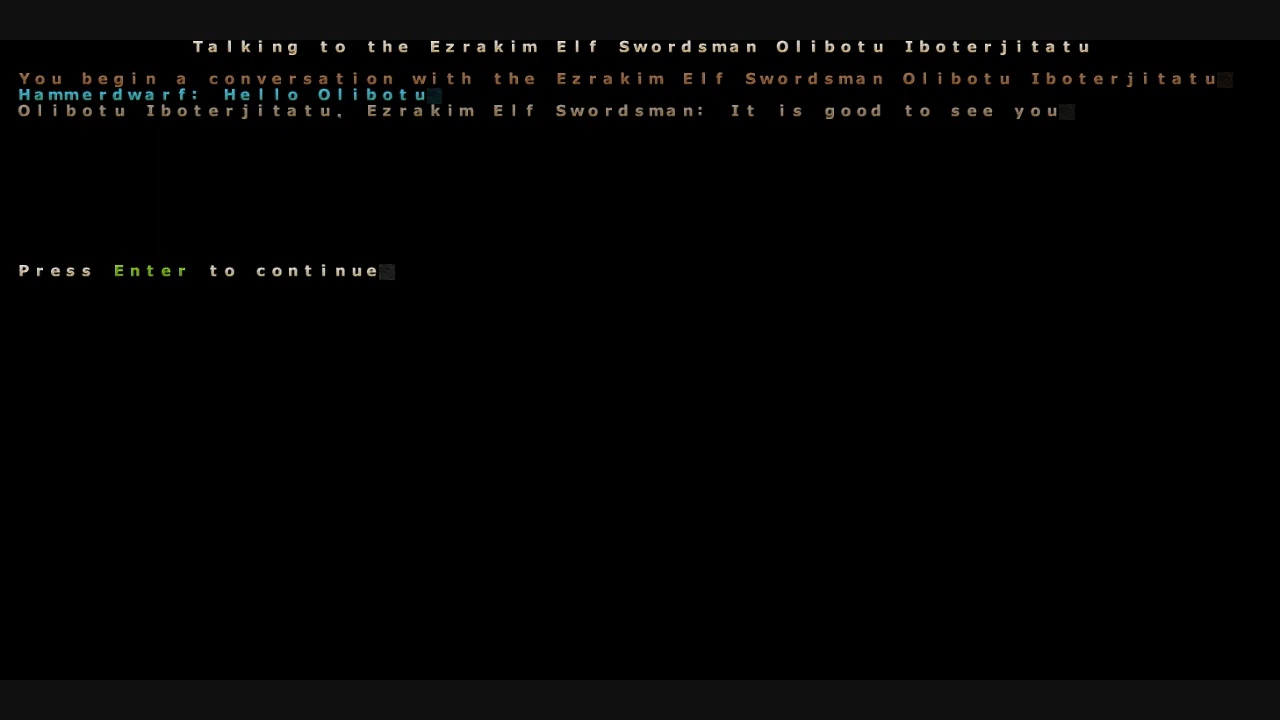 Talking to the Ezrakim Elf Swordsman Olibotu Iboterjitatu
You begin a conversation with the Ezrakim Elf Swordsman Olibotu Iboterjitatu
Hammerdwarf: Hello Olibotu
Olibotu Iboterjitatu, Ezrakim Elf Swordsman: It is good to see you
Press Enter to continue